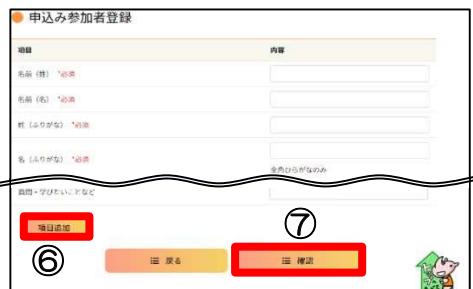 申込み参加者登録
項目 内容
名前（姓） *必須
名前（名） *必須
姓（ふりがな） *必須
名（ふりがな） *必須
全角ひらがなのみ
質問・学びたいことなど
項目追加
⑥
⑦
戻る
確認